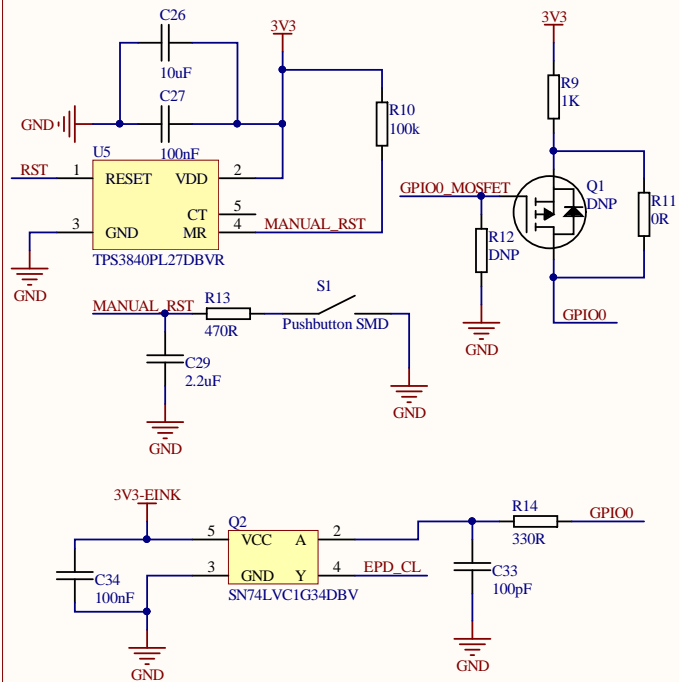 C26
10uF
C27
100nF
GND
3V3
R10
100k
U5
RST
1
RESET
VDD
2
CT
5
3
GND
MR
4
MANUAL_RST
TPS3840PL27DBVR
GND
3V3
R9
1K
GPIO0_MOSFET
Q1
DNP
R11
0R
R12
DNP
GND
GPIO0
MANUAL_RST
R13
470R
S1
Pushbutton SMD
C29
2.2uF
GND
GND
3V3-EINK
Q2
5
VCC
A
2
3
GND
Y
4
EPD_CL
SN74LVC1G34DBV
C34
100nF
GND
R14
330R
GPIO0
C33
100pF
GND